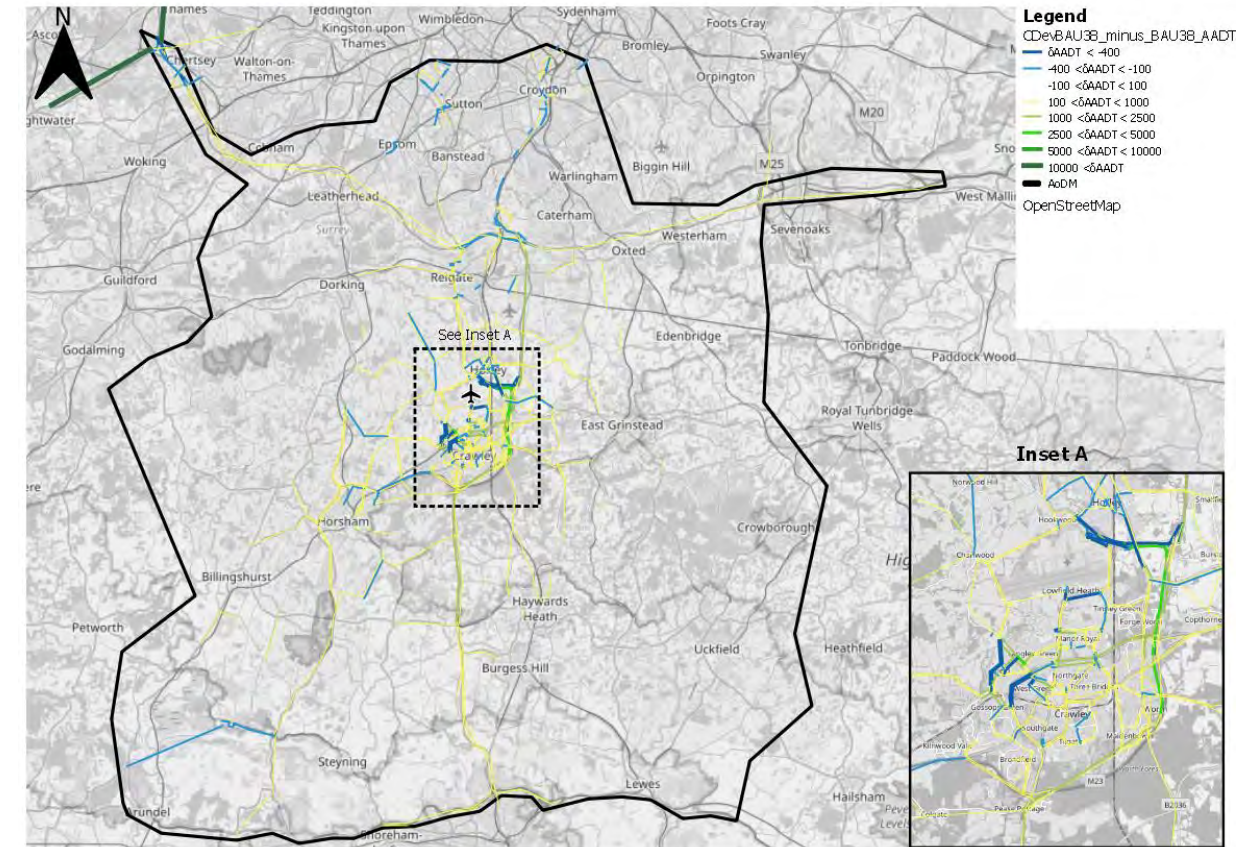 N
Teddington
Wimbledon
Sydenham
Foots Cray
Kingston upon
Thames
Bromley
Swanley
Chertsey
Walton-on-
Thames
Orpington
Croydon
Sutton
M20
Epsom
Cobham
Banstead
Biggin Hill
M25
Woking
Warlingham
Leatherhead
Caterham
West Malli
Surrey
Westerham
Sevenoaks
Oxted
Guildford
Dorking
Reigate
See Inset A
Edenbridge
Godalming
Tonbridge
Paddock Wood
Horley
Royal Tunbridge
Wells
East Grinstead
Crawley
Horsham
Crowborough
Billingshurst
Haywards
Heath
Petworth
Uckfield
Heathfield
Burgess Hill
Steyning
Lewes
Hailsham
Arundel
Shoreham-
Legend
CDevBAU38_minus_BAU38_AADT
δAADT < -400
-400 <δAADT < -100
-100 <δAADT < 100
100 <δAADT < 1000
1000 <δAADT < 2500
2500 <δAADT < 5000
5000 <δAADT < 10000
10000 <δAADT
AoDM
OpenStreetMap
Inset A
Norwood Hill
Hookwood
Charlwood
Lowfield Heath
Tinsley Green
Copthorne
Manor Royal
Langley Green
Northgate
West Green
Three Bridges
Gossops Green
Crawley
Southgate
Broadfield
M23
Pease Pottage
B2036